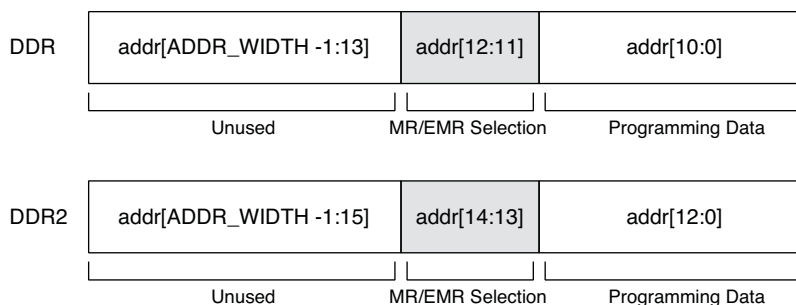 DDR addr[ADDR_WIDTH -1:13] addr[12:11] addr[10:0]
Unused MR/EMR Selection Programming Data
DDR2 addr[ADDR_WIDTH -1:15] addr[14:13] addr[12:0]
Unused MR/EMR Selection Programming Data